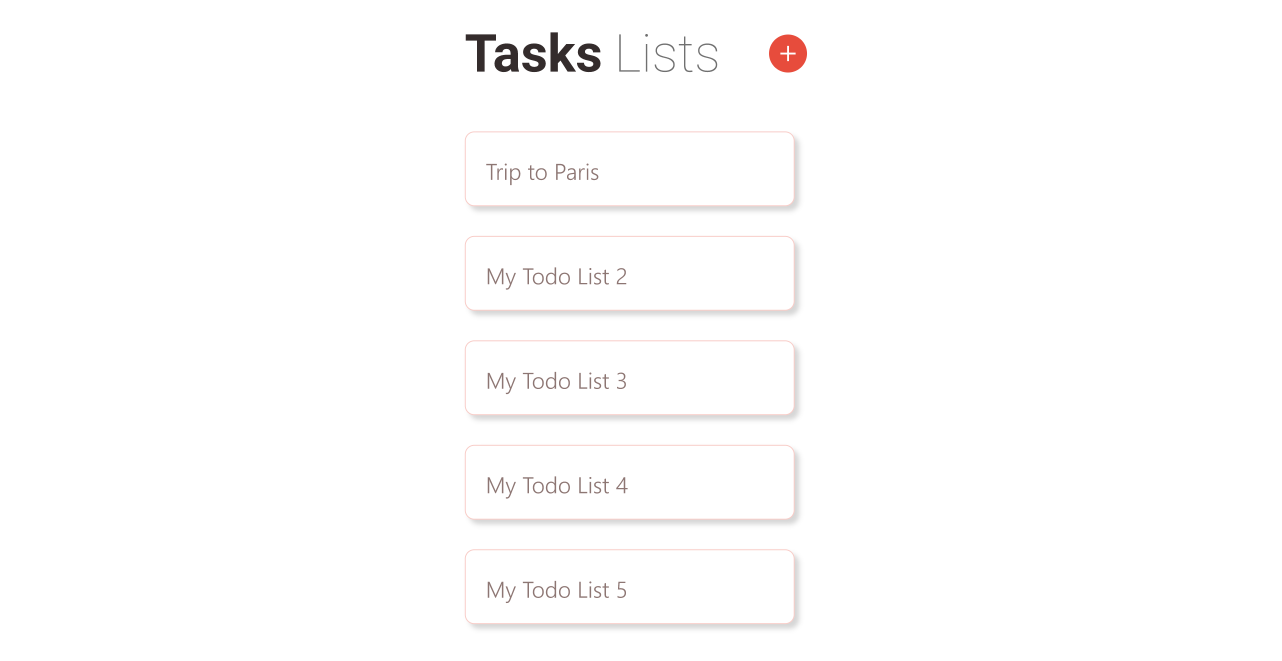 Tasks Lists
Trip to Paris
My Todo List 2
My Todo List 3
My Todo List 4
My Todo List 5